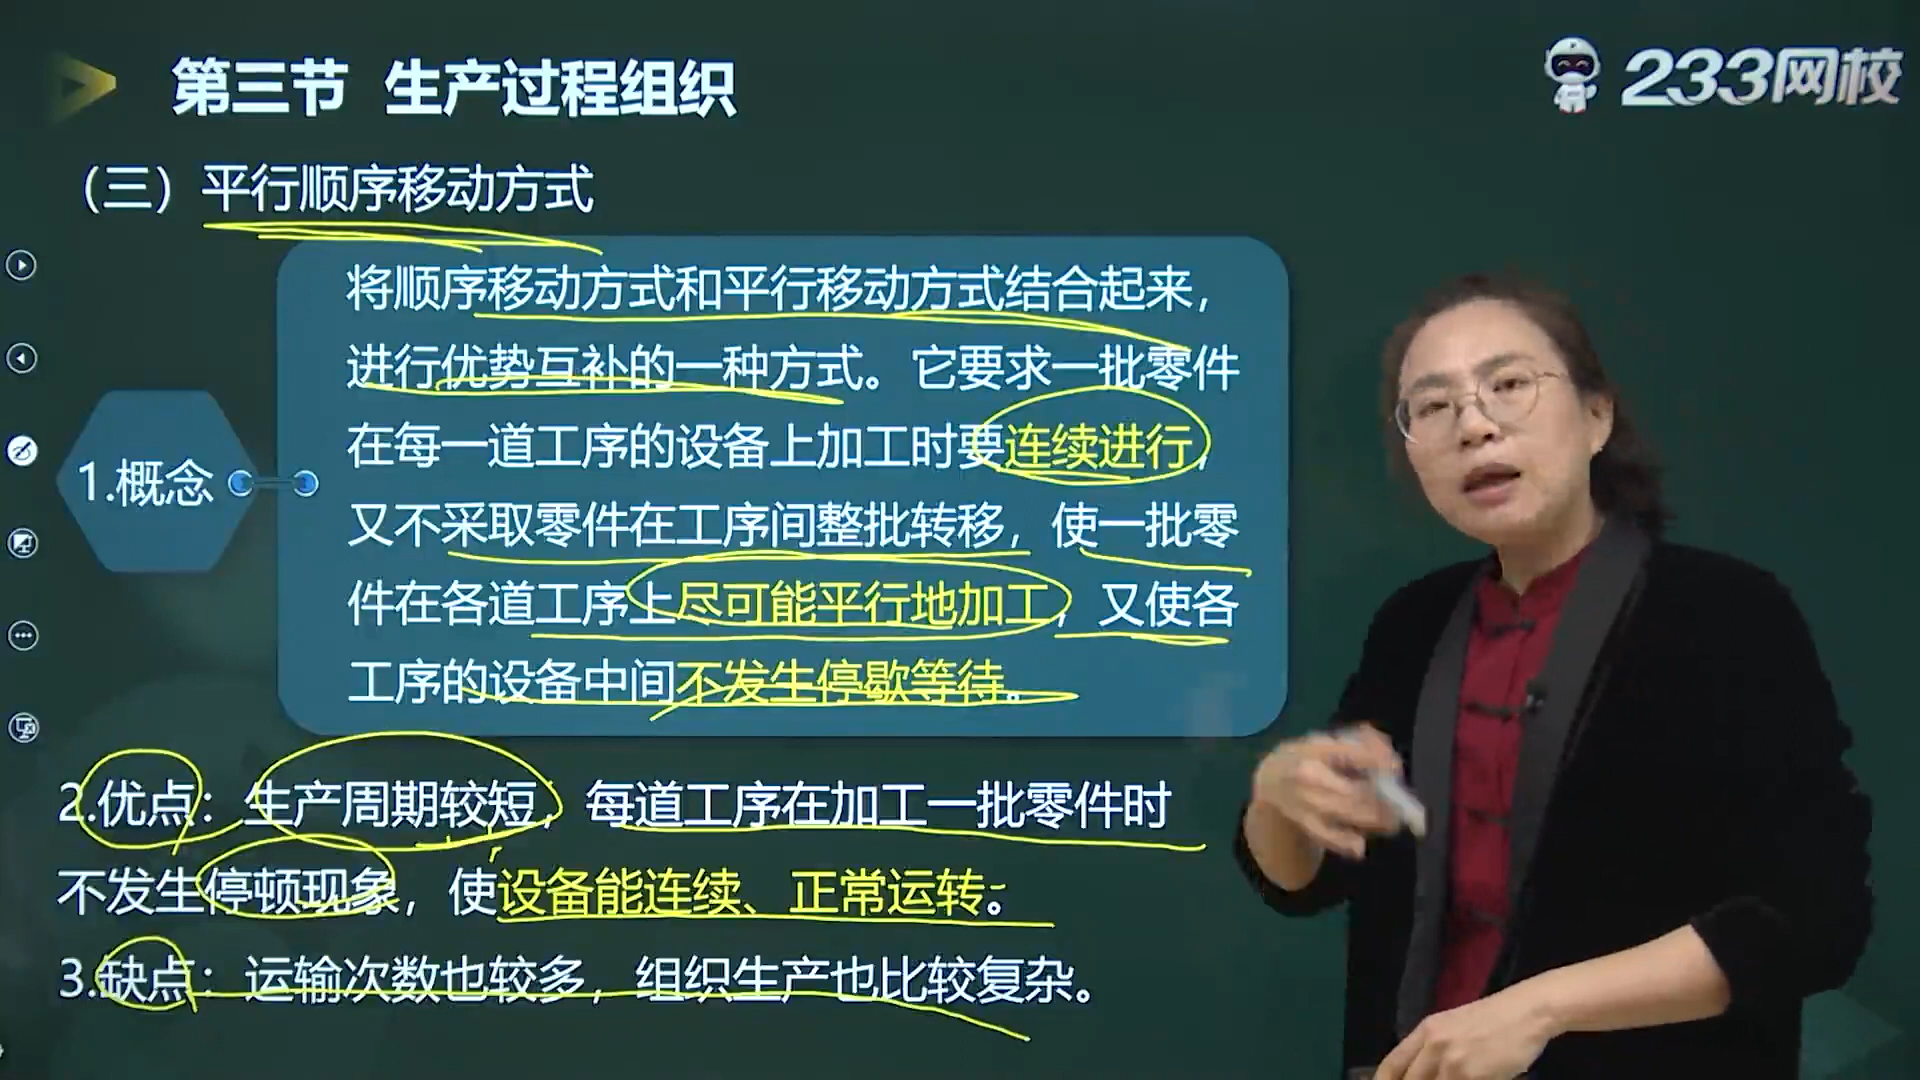 第三节 生产过程组织
233网校
（三）平行顺序移动方式
1.概念
将顺序移动方式和平行移动方式结合起来，
进行优势互补的一种方式。它要求一批零件
在每一道工序的设备上加工时要连续进行，
又不采取零件在工序间整批转移，使一批零
件在各道工序上尽可能平行地加工，又使各
工序的设备中间不发生停歇等待。
2.优点：生产周期较短，每道工序在加工一批零件时
不发生停顿现象，使设备能连续、正常运转。
3.缺点：运输次数也较多，组织生产也比较复杂。